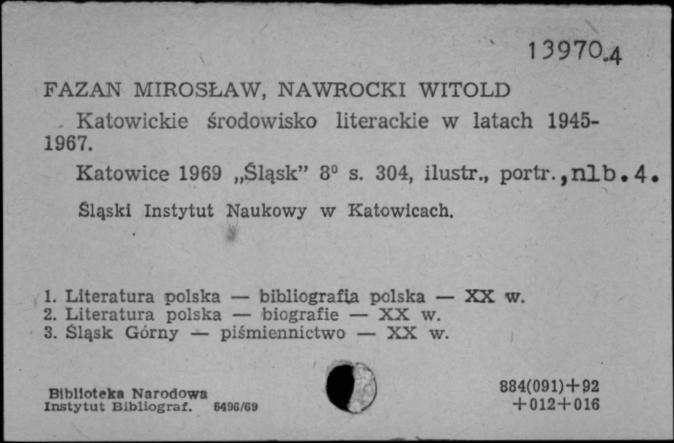 13970.4
FAZAN MIROSŁAW, NAWROCKI WITOLD
Katowickie środowisko literackie w latach 1945-
1967.
Katowice 1969 „Śląsk” 8⁰ s. 304, ilustr., portr., nlb. 4.
Śląski Instytut Naukowy w Katowicach.
1. Literatura polska — bibliografia polska — XX w.
2. Literatura polska — biografie — XX w.
3. Śląsk Górny — piśmiennictwo — XX w.
Biblioteka Narodowa
Instytut Bibliograf. 6496/69
884(091)+92
+012+016